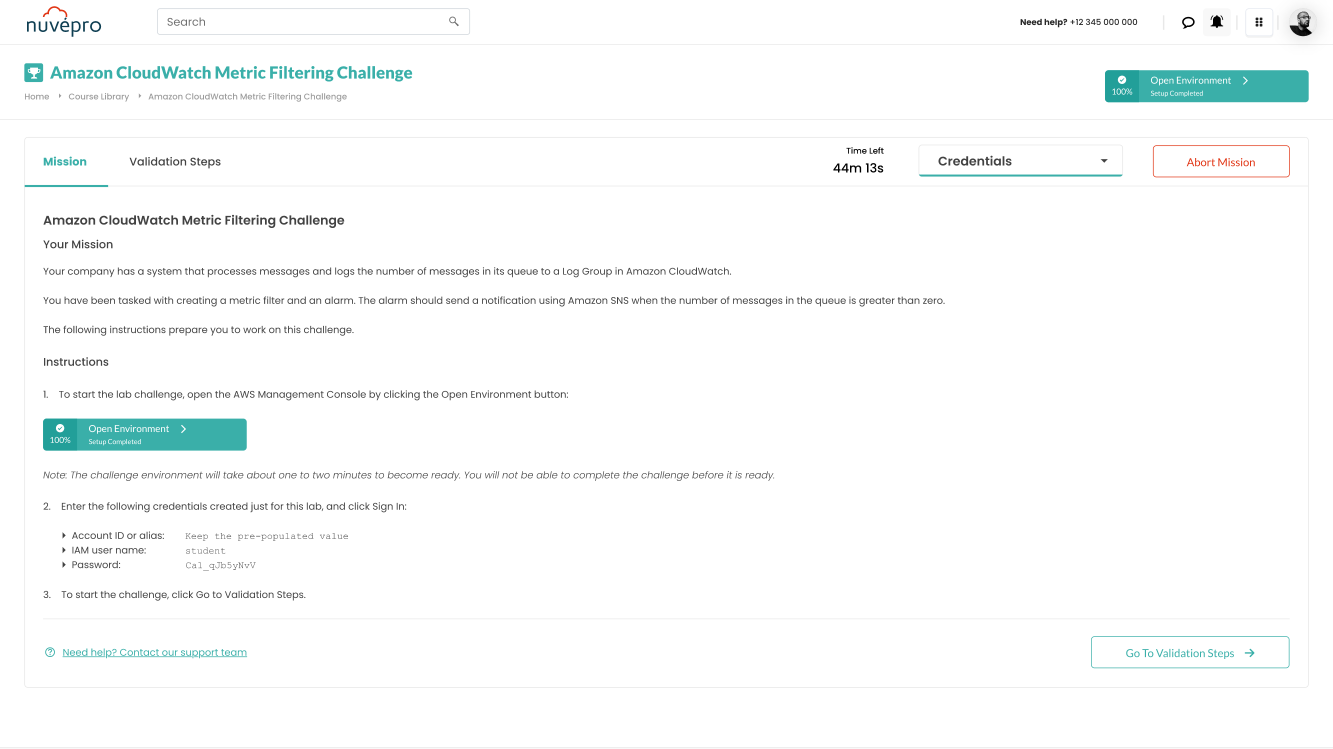 nuvepro
Search
Need help? +12 345 000 000
Amazon CloudWatch Metric Filtering Challenge
Home Course Library Amazon CloudWatch Metric Filtering Challenge
100%
Open Environment
Setup Completed
Mission
Validation Steps
Time Left
44m 13s
Credentials
Abort Mission
Amazon CloudWatch Metric Filtering Challenge
Your Mission
Your company has a system that processes messages and logs the number of messages in its queue to a Log Group in Amazon CloudWatch.
You have been tasked with creating a metric filter and an alarm. The alarm should send a notification using Amazon SNS when the number of messages in the queue is greater than zero.
The following instructions prepare you to work on this challenge.
Instructions
1. To start the lab challenge, open the AWS Management Console by clicking the Open Environment button:
100%
Open Environment
Setup Completed
Note: The challenge environment will take about one to two minutes to become ready. You will not be able to complete the challenge before it is ready.
2. Enter the following credentials created just for this lab, and click Sign In:
Account ID or alias: Keep the pre-populated value
IAM user name: student
Password: Ca1_qJb5yNvV
3. To start the challenge, click Go to Validation Steps.
Need help? Contact our support team
Go To Validation Steps